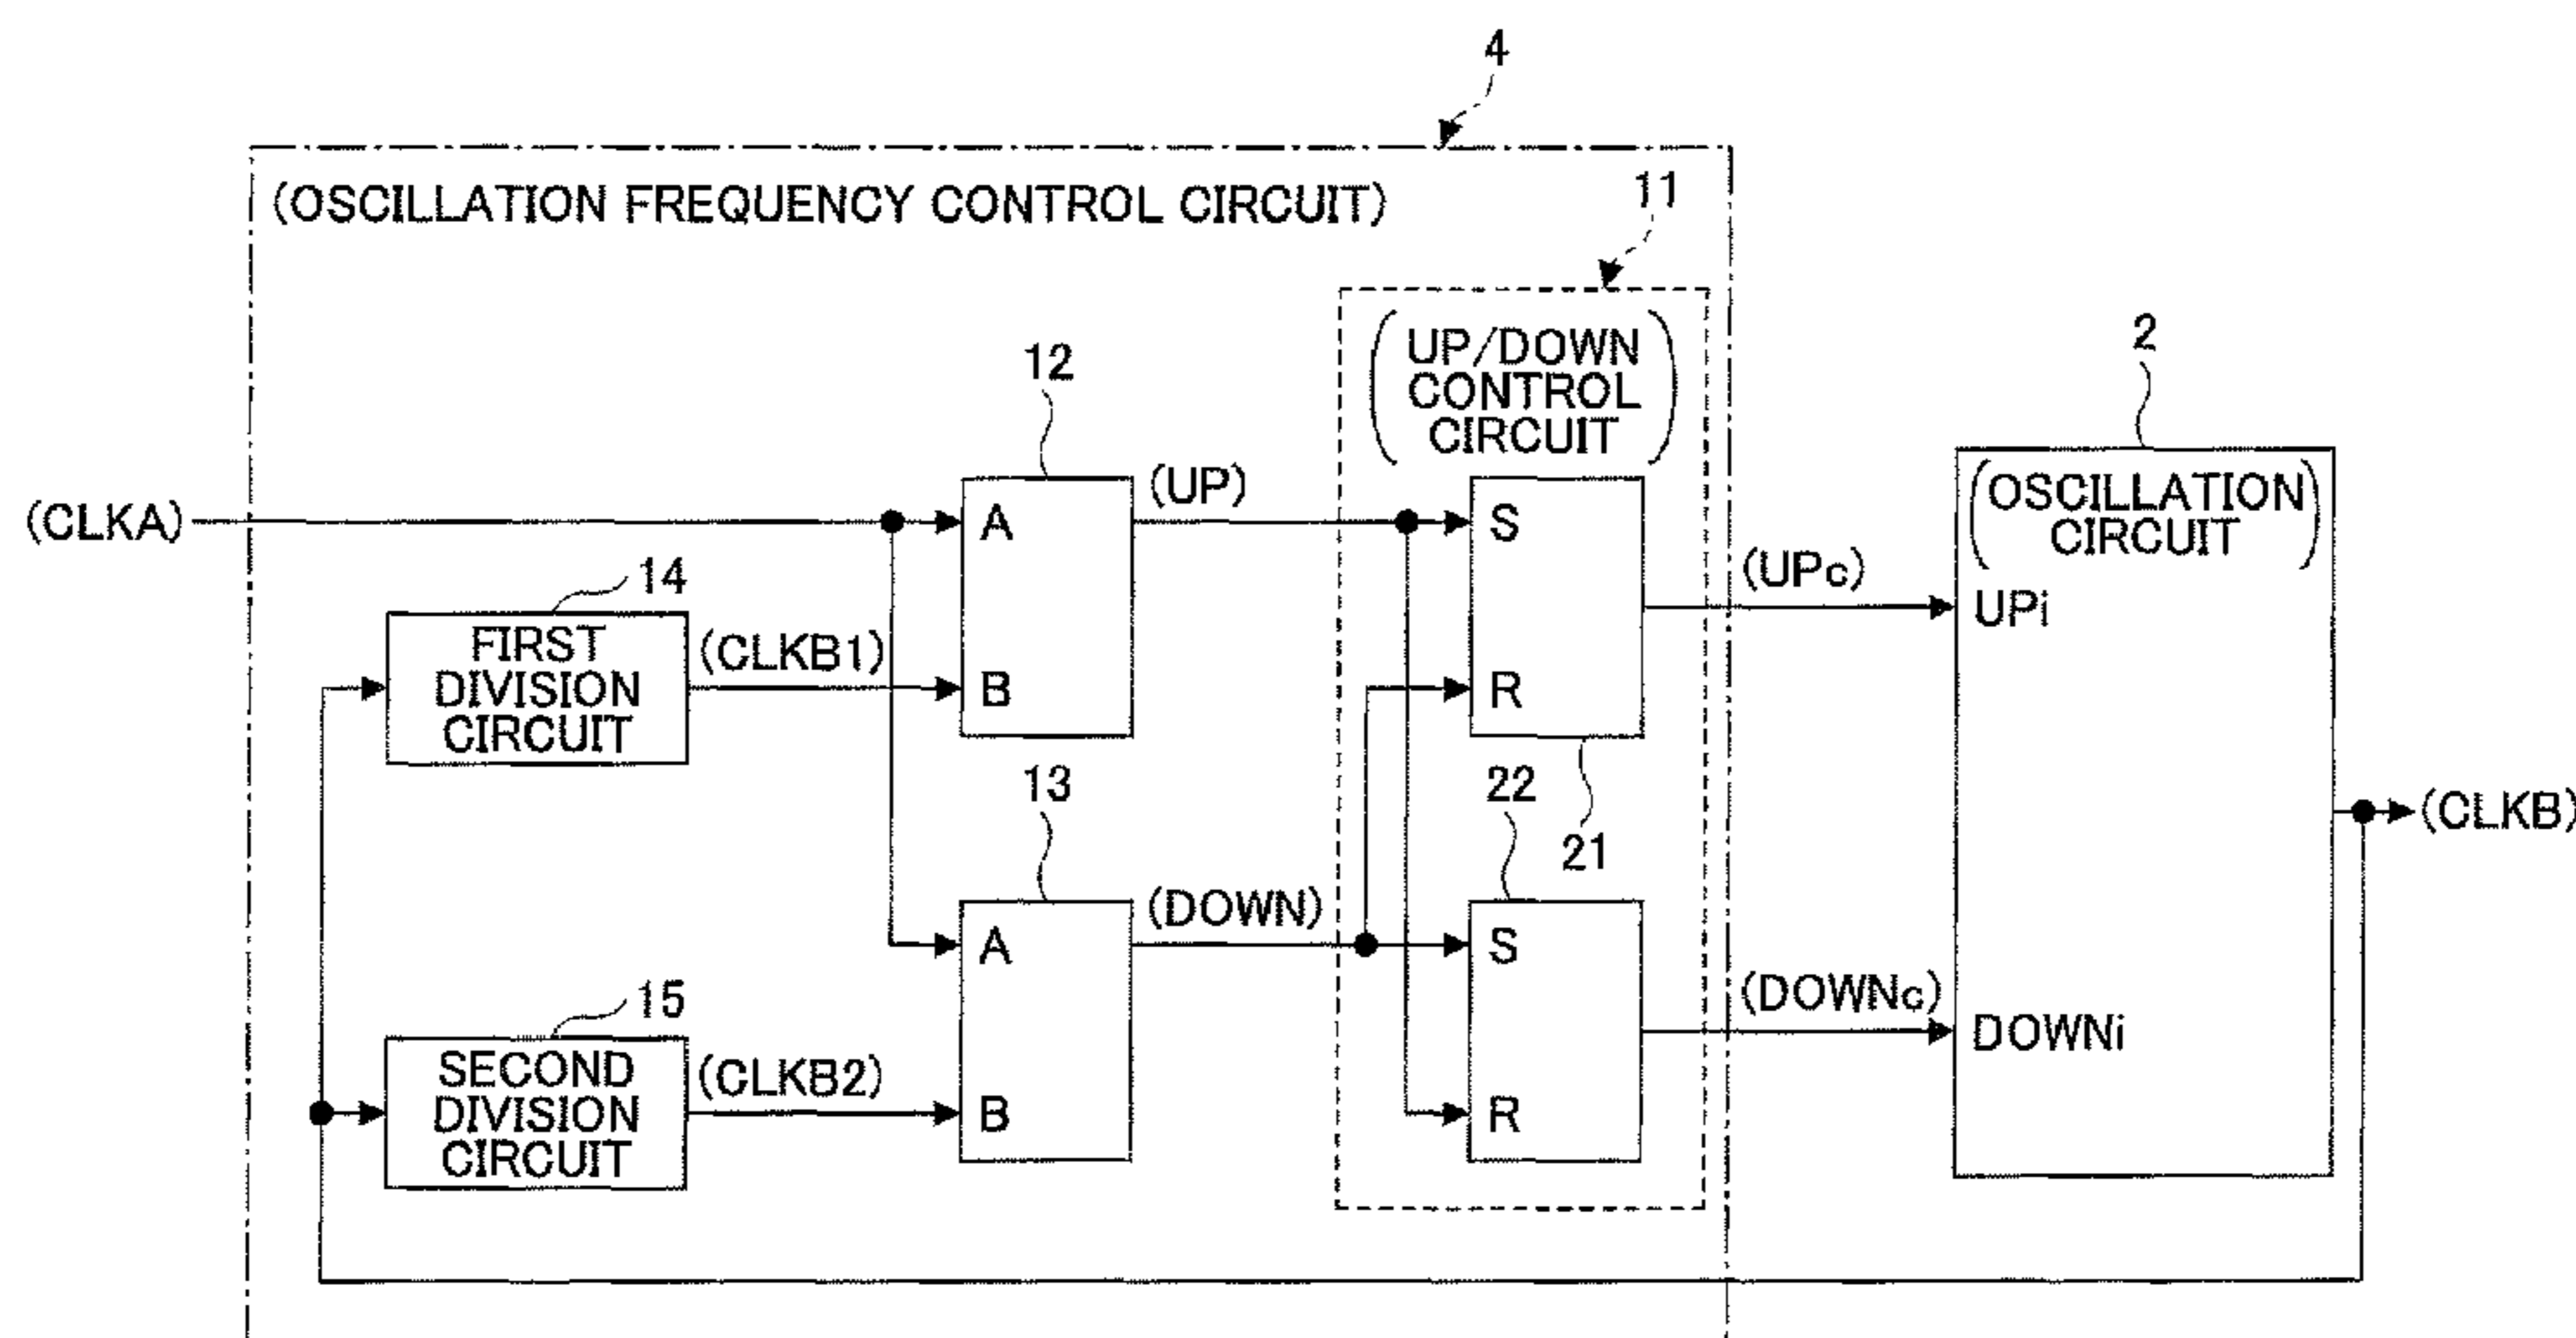 4
(OSCILLATION FREQUENCY CONTROL CIRCUIT)
11
(UP/DOWN
CONTROL
CIRCUIT)
12
2
(UP)
(OSCILLATION
CIRCUIT)
(CLKA)
A
S
14
(UPc)
UPi
FIRST
DIVISION
CIRCUIT
(CLKB1)
B
R
13
22
21
(CLKB)
(DOWN)
A
S
15
(DOWNc)
DOWNi
SECOND
DIVISION
CIRCUIT
(CLKB2)
B
R